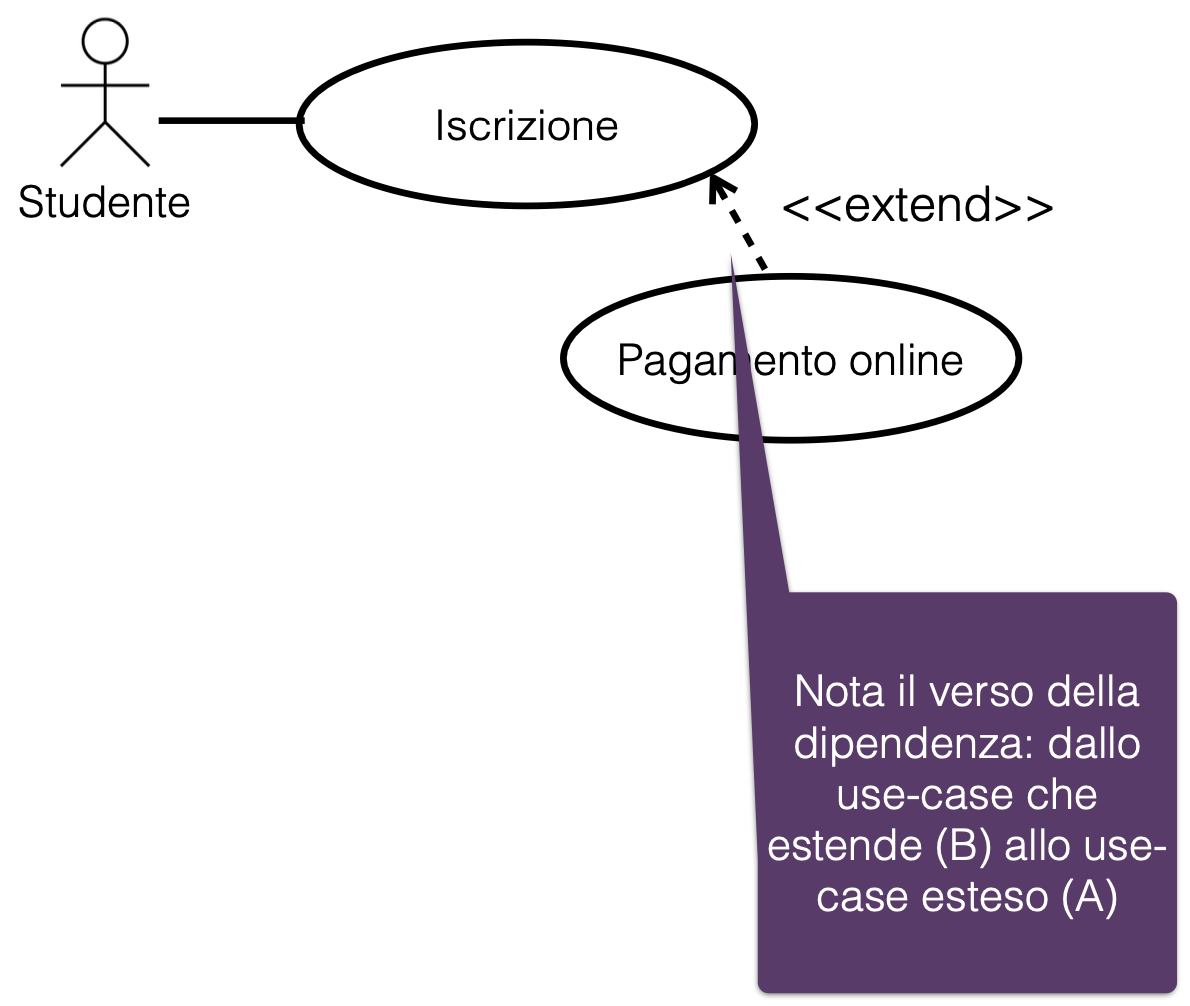 Iscrizione
Studente
<<extend>>
Pagamento online
Nota il verso della
dipendenza: dallo
use-case che
estende (B) allo use-
case esteso (A)